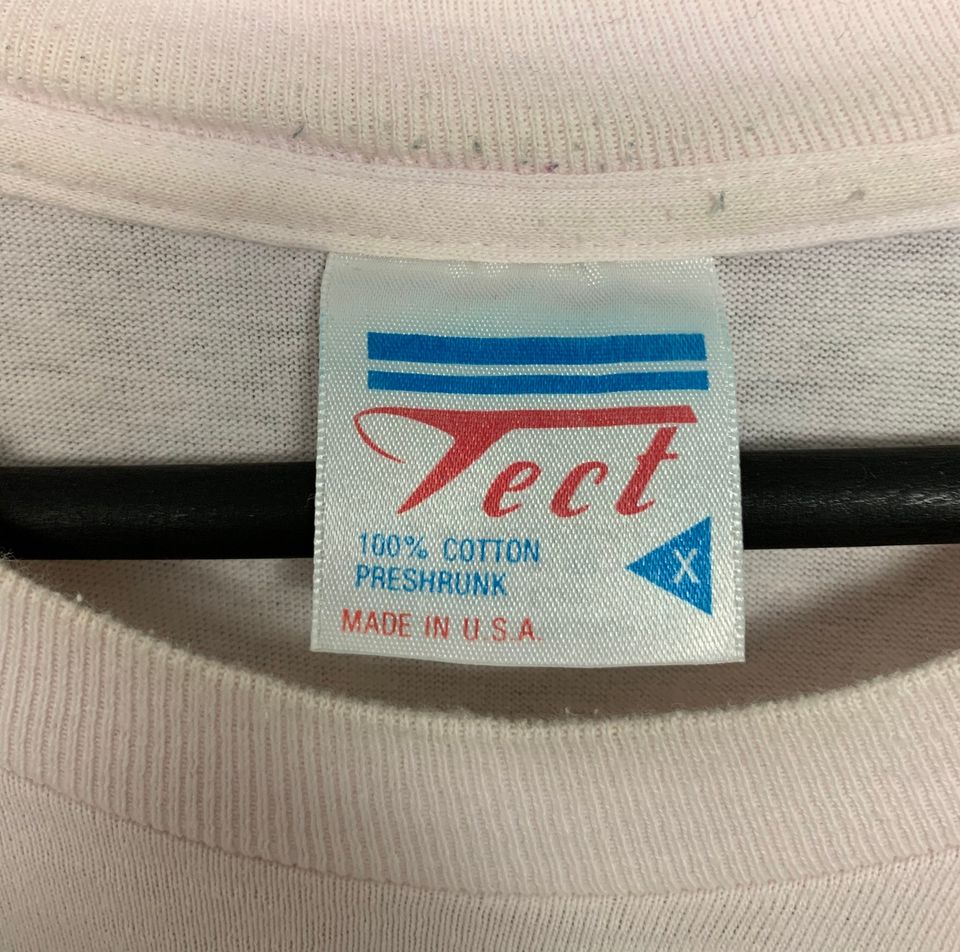 Tect
100% COTTON
PRESHRUNK
X
MADE IN U.S.A.